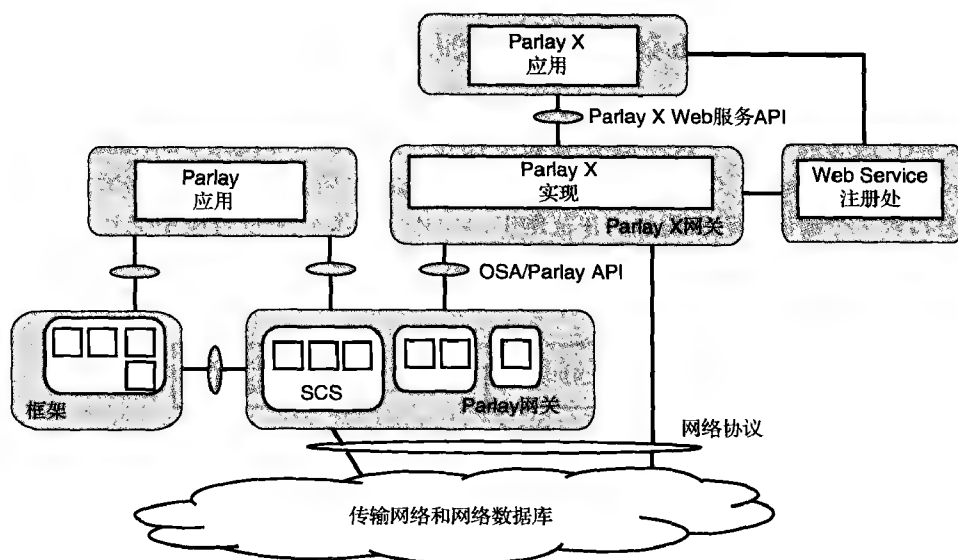 Parlay X
应用
Parlay X Web服务API
Parlay
应用
Parlay X
实现
Parlay X网关
Web Service
注册处
OSA/Parlay API
框架
SCS
Parlay网关
网络协议
传输网络和网络数据库